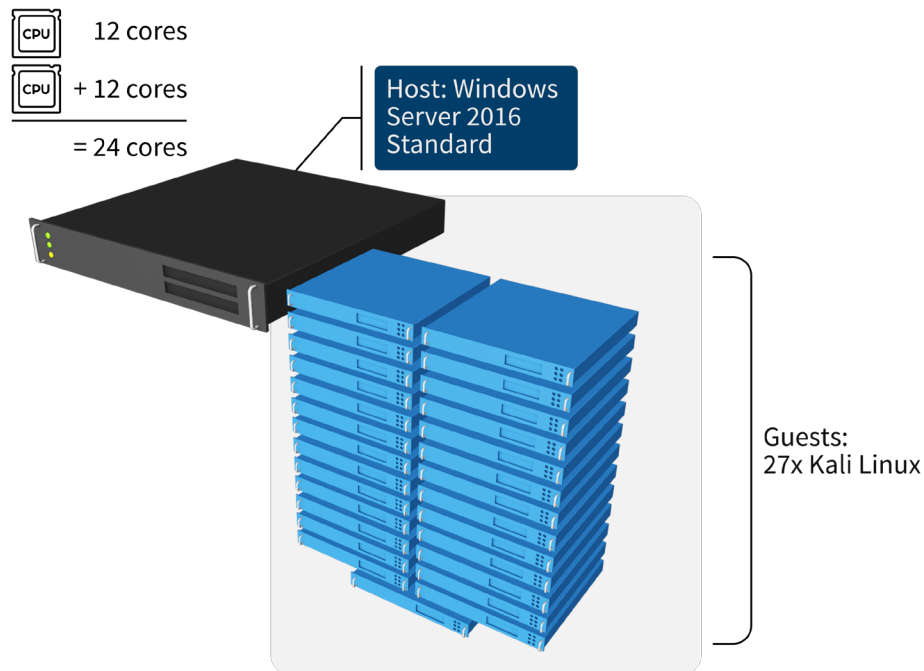 CPU 12 cores
CPU + 12 cores
= 24 cores
Host: Windows
Server 2016
Standard
Guests:
27x Kali Linux